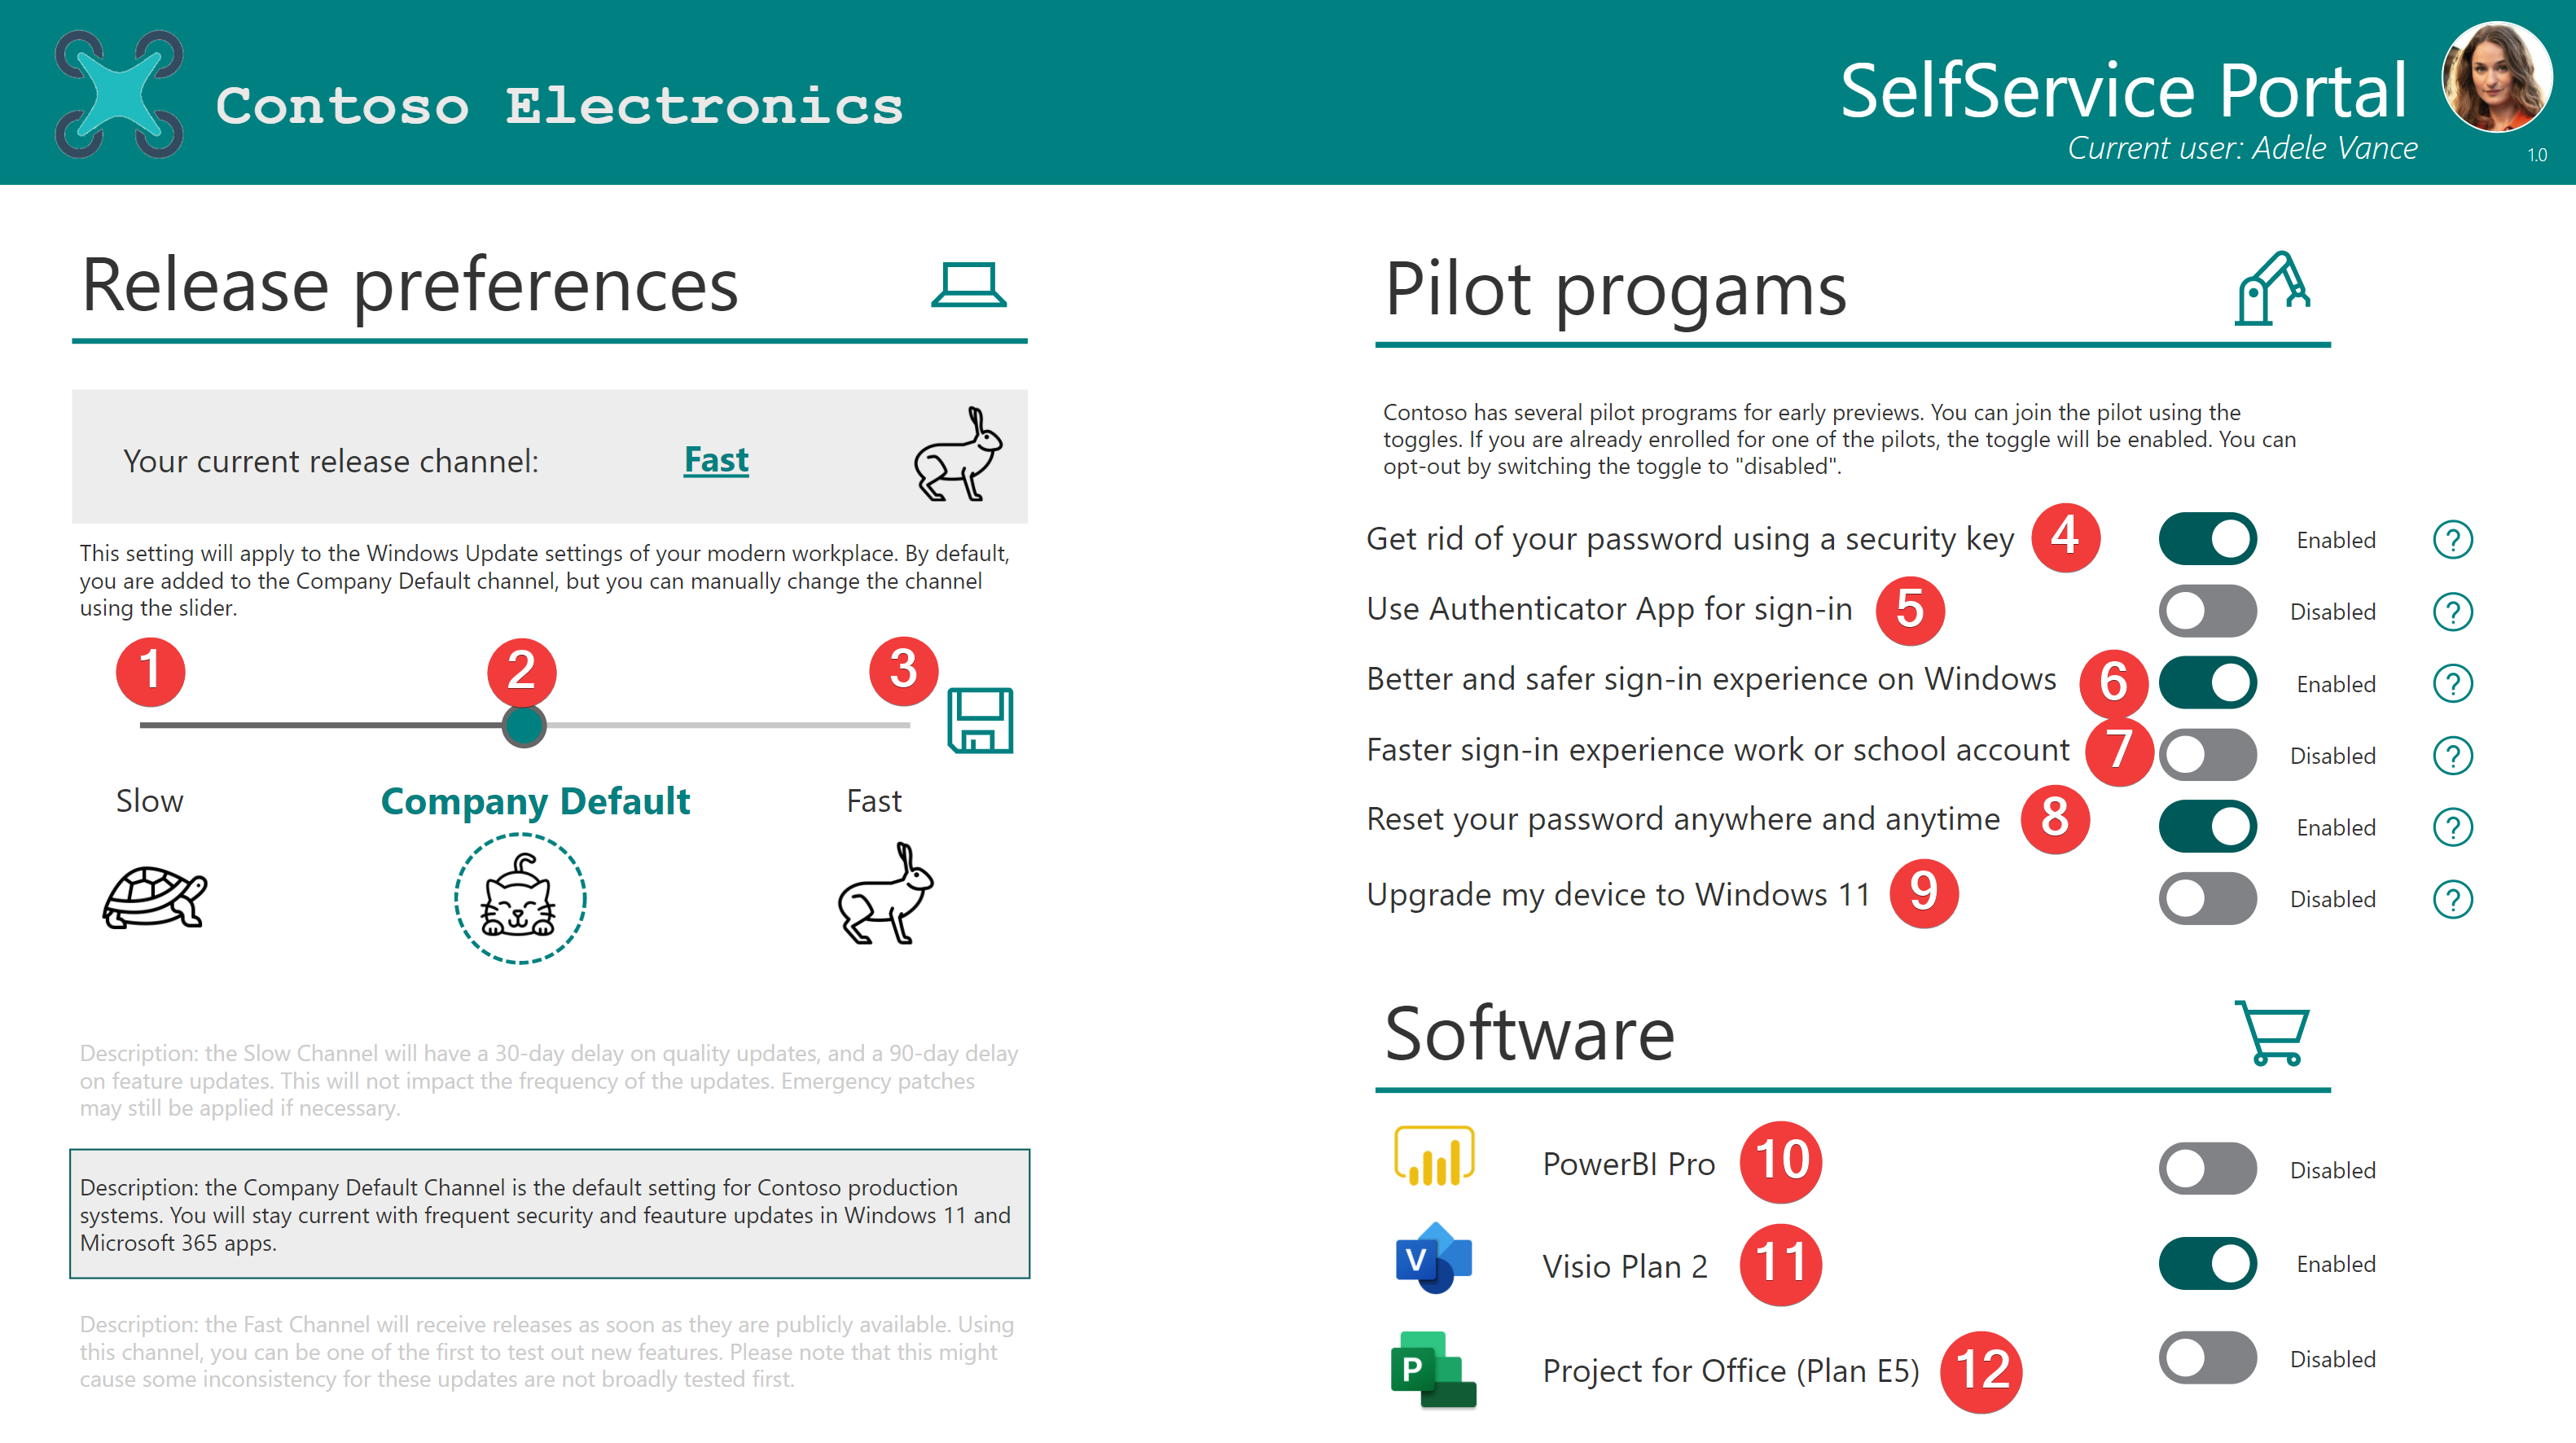 Contoso Electronics
SelfService Portal
Current user: Adele Vance
1.0
Release preferences
Your current release channel:
Fast
This setting will apply to the Windows Update settings of your modern workplace. By default,
you are added to the Company Default channel, but you can manually change the channel
using the slider.
1
2
3
Slow
Company Default
Fast
Description: the Slow Channel will have a 30-day delay on quality updates, and a 90-day delay
on feature updates. This will not impact the frequency of the updates. Emergency patches
may still be applied if necessary.
Description: the Company Default Channel is the default setting for Contoso production
systems. You will stay current with frequent security and feauture updates in Windows 11 and
Microsoft 365 apps.
Description: the Fast Channel will receive releases as soon as they are publicly available. Using
this channel, you can be one of the first to test out new features. Please note that this might
cause some inconsistency for these updates are not broadly tested first.
Pilot progams
Contoso has several pilot programs for early previews. You can join the pilot using the
toggles. If you are already enrolled for one of the pilots, the toggle will be enabled. You can
opt-out by switching the toggle to "disabled".
Get rid of your password using a security key 4 Enabled ?
Use Authenticator App for sign-in 5 Disabled ?
Better and safer sign-in experience on Windows 6 Enabled ?
Faster sign-in experience work or school account 7 Disabled ?
Reset your password anywhere and anytime 8 Enabled ?
Upgrade my device to Windows 11 9 Disabled ?
Software
PowerBI Pro 10 Disabled
V Visio Plan 2 11 Enabled
P Project for Office (Plan E5) 12 Disabled